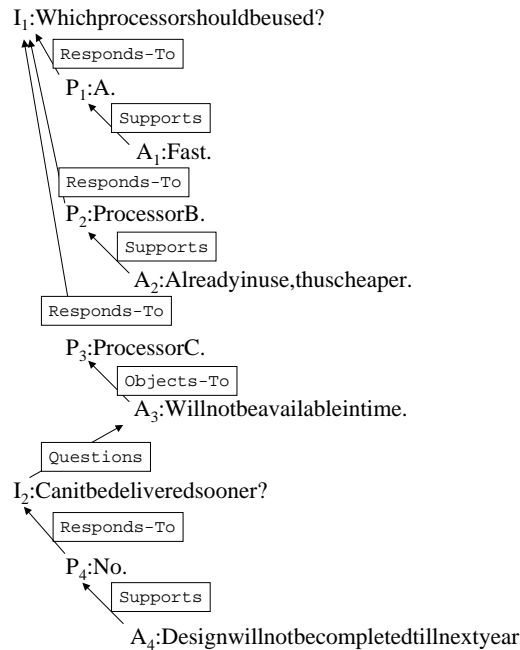 I₁:Whichprocessorshouldbeused?
Responds-To
P₁:A.
Supports
A₁:Fast.
Responds-To
P₂:ProcessorB.
Supports
A₂:Alreadyinuse,thuscheaper.
Responds-To
P₃:ProcessorC.
Objects-To
A₃:Willnotbeavailableintime.
Questions
I₂:Canitbedeliveredsooner?
Responds-To
P₄:No.
Supports
A₄:Designwillnotbecompletedtillnextyear